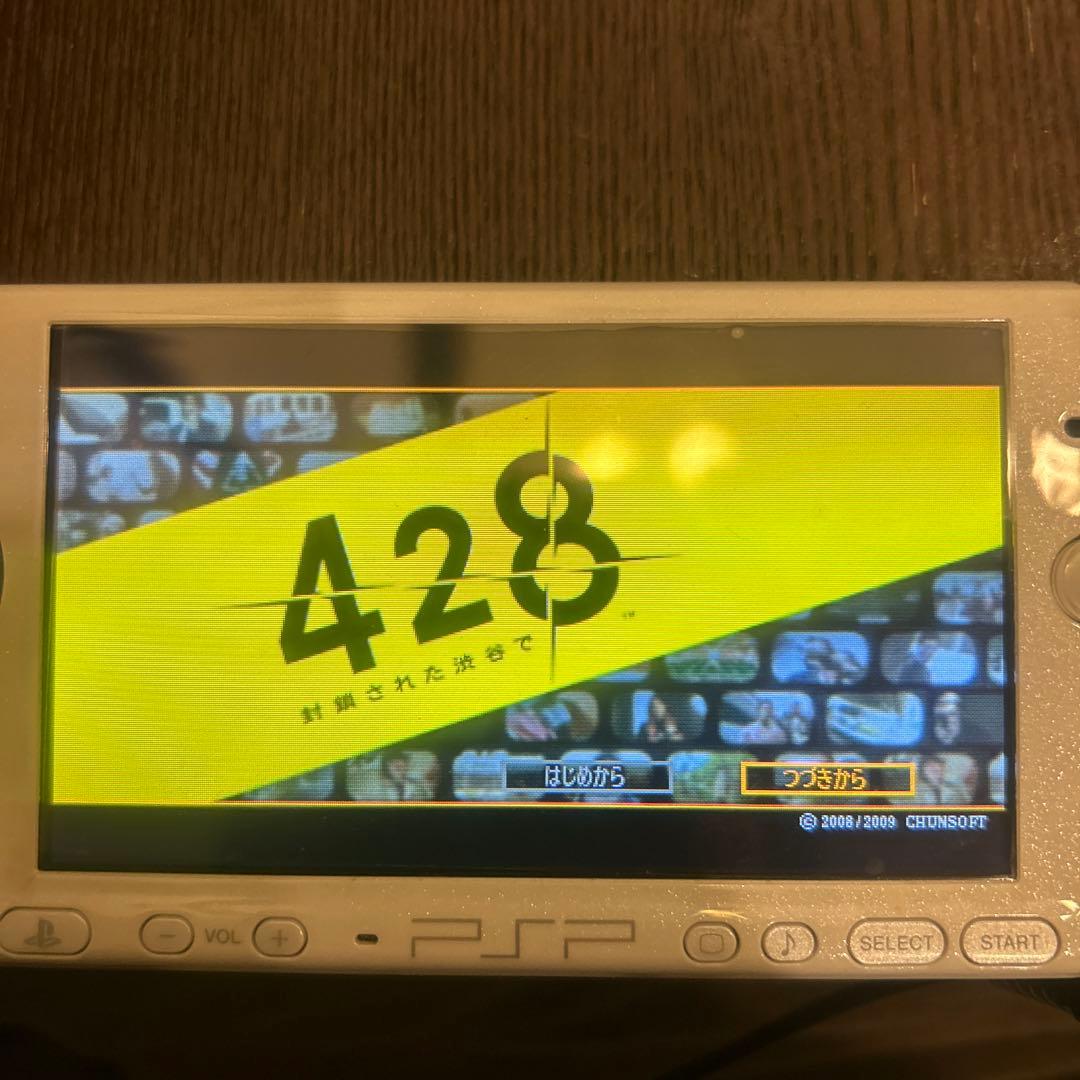 428
™
封鎖された渋谷で
はじめから つづきから
© 2008/2009 CHUNSOFT
VOL
PSP
SELECT
START